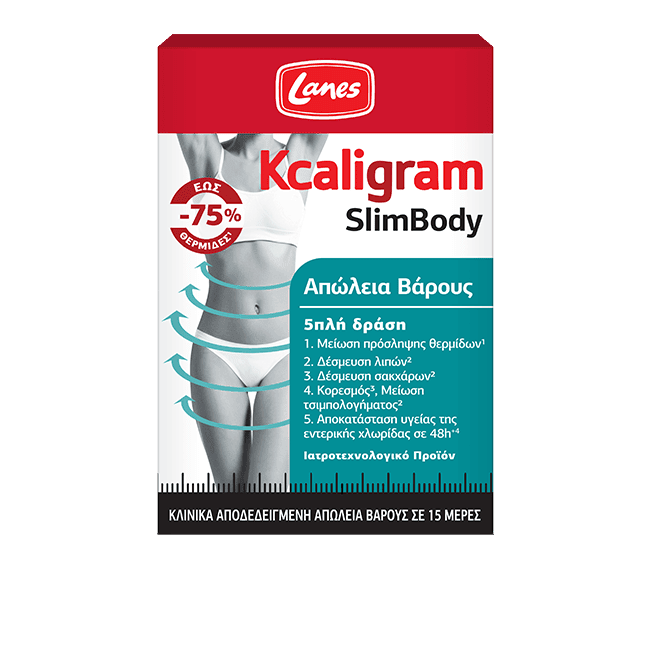 Lanes
Kcaligram
SlimBody
ΕΩΣ
-75%
ΘΕΡΜΙΔΕΣ¹
Απώλεια Βάρους
5πλή δράση
1. Μείωση πρόσληψης θερμίδων¹
2. Δέσμευση λιπών²
3. Δέσμευση σακχάρων²
4. Κορεσμός³, Μείωση
τσιμπολογήματος²
5. Αποκατάσταση υγείας της
εντερικής χλωρίδας σε 48h*⁴
Ιατροτεχνολογικό Προϊόν
ΚΛΙΝΙΚΑ ΑΠΟΔΕΔΕΙΓΜΕΝΗ ΑΠΩΛΕΙΑ ΒΑΡΟΥΣ ΣΕ 15 ΜΕΡΕΣ